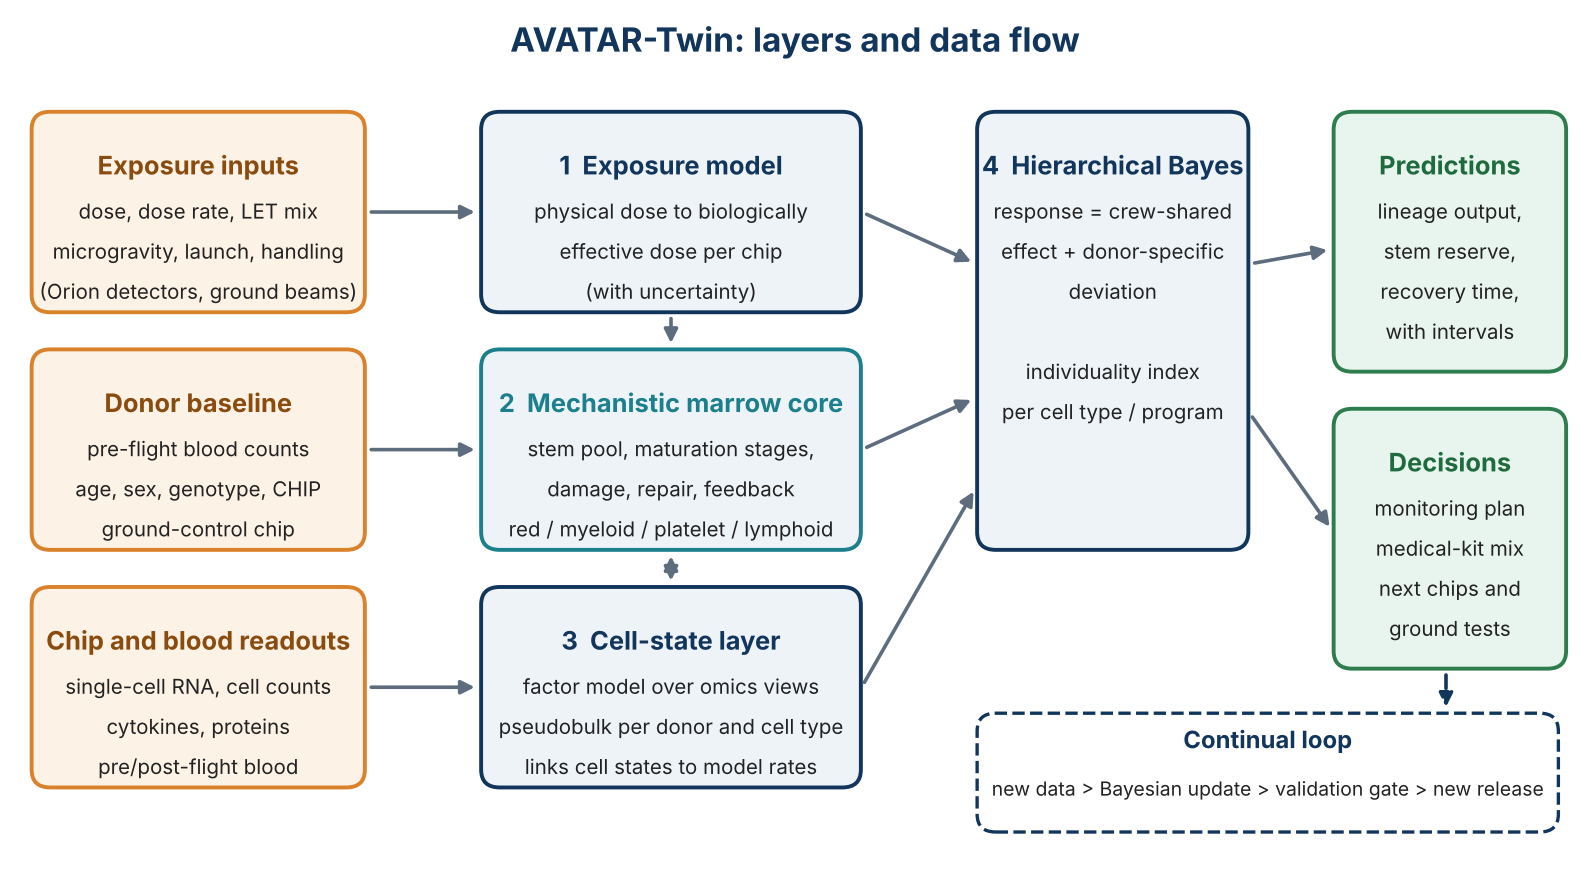 AVATAR-Twin: layers and data flow
Exposure inputs
dose, dose rate, LET mix
microgravity, launch, handling
(Orion detectors, ground beams)
1 Exposure model
physical dose to biologically
effective dose per chip
(with uncertainty)
4 Hierarchical Bayes
response = crew-shared
effect + donor-specific
deviation
individuality index
per cell type / program
Predictions
lineage output,
stem reserve,
recovery time,
with intervals
Donor baseline
pre-flight blood counts
age, sex, genotype, CHIP
ground-control chip
2 Mechanistic marrow core
stem pool, maturation stages,
damage, repair, feedback
red / myeloid / platelet / lymphoid
Decisions
monitoring plan
medical-kit mix
next chips and
ground tests
Chip and blood readouts
single-cell RNA, cell counts
cytokines, proteins
pre/post-flight blood
3 Cell-state layer
factor model over omics views
pseudobulk per donor and cell type
links cell states to model rates
Continual loop
new data > Bayesian update > validation gate > new release